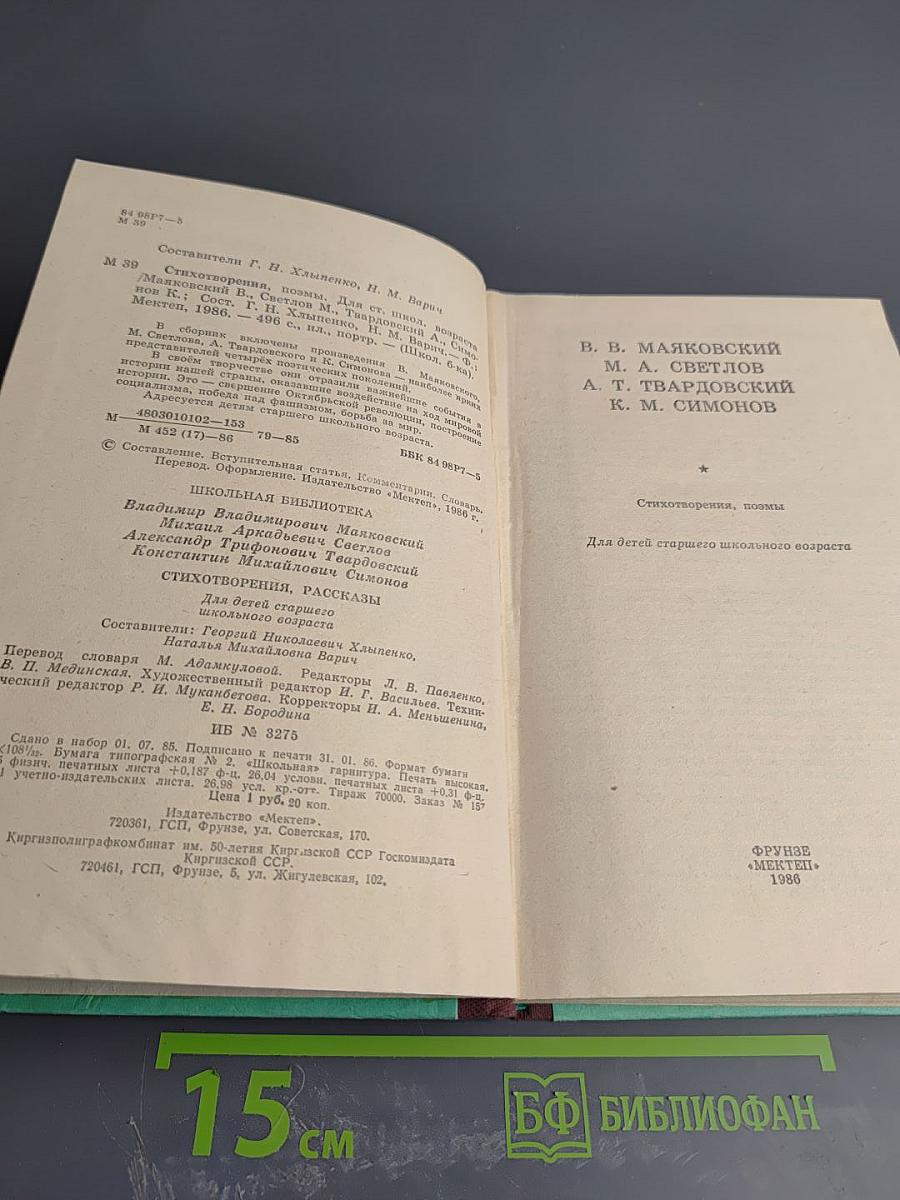 84 98Р7—5
М 39
Составители Г. Н. Хлыпенко, Н. М. Варич
М 39 Стихотворения, поэмы. Для ст. школ. возраста
/Маяковский В., Светлов М., Твардовский А., Симо-
нов К.; Сост. Г. Н. Хлыпенко, Н. М. Варич.— Ф.:
Мектеп, 1986. — 496 с., ил., портр. — (Школ. б-ка).
В сборник включены произведения В. Маяковского,
М. Светлова, А. Твардовского и К. Симонова — наиболее ярких
представителей четырёх поэтических поколений.
В своём творчестве они отразили важнейшие события в
истории нашей страны, оказавшие воздействие на ход мировой
истории. Это — свершение Октябрьской революции, построение
социализма, победа над фашизмом, борьба за мир.
Адресуется детям старшего школьного возраста.
М— 4803010102—153
М 452 (17)—86
79—85
ББК 84 98Р7—5
© Составление. Вступительная статья. Комментарии. Словарь.
Перевод. Оформление. Издательство «Мектеп», 1986 г.
ШКОЛЬНАЯ БИБЛИОТЕКА
Владимир Владимирович Маяковский
Михаил Аркадьевич Светлов
Александр Трифонович Твардовский
Константин Михайлович Симонов
СТИХОТВОРЕНИЯ, РАССКАЗЫ
Для детей старшего
школьного возраста
Составители: Георгий Николаевич Хлыпенко,
Наталья Михайловна Варич
Перевод словаря М. Адамкуловой. Редакторы Л. В. Павленко,
В. П. Мединская. Художественный редактор И. Г. Васильев. Техни-
ческий редактор Р. И. Муканбетова. Корректоры И. А. Меньшенина,
Е. Н. Бородина
ИБ № 3275
Сдано в набор 01. 07. 85. Подписано к печати 31. 01. 86. Формат бумаги
×108¹/₃₂. Бумага типографская № 2. «Школьная» гарнитура. Печать высокая.
физич. печатных листа +0,187 ф-ц. 26,04 условн. печатных листа +0,31 ф-ц.
учетно-издательских листа. 26,98 усл. кр.-отт. Тираж 70000. Заказ № 157
Цена 1 руб. 20 коп.
Издательство «Мектеп».
720361, ГСП, Фрунзе, ул. Советская, 170.
Киргизполиграфкомбинат им. 50-летия Киргизской ССР Госкомиздата
Киргизской ССР.
720461, ГСП, Фрунзе, 5, ул. Жигулевская, 102.
В. В. МАЯКОВСКИЙ
М. А. СВЕТЛОВ
А. Т. ТВАРДОВСКИЙ
К. М. СИМОНОВ
★
Стихотворения, поэмы
Для детей старшего школьного возраста
ФРУНЗЕ
«МЕКТЕП»
1986
15 см
БФ БИБЛИОФАН